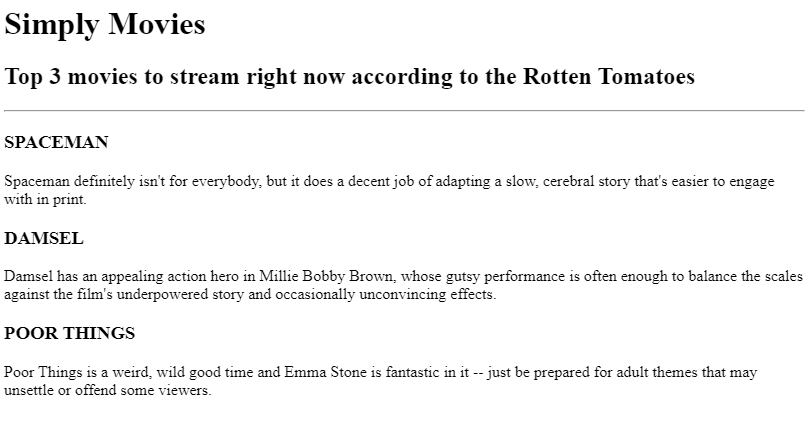 Simply Movies
Top 3 movies to stream right now according to the Rotten Tomatoes
SPACEMAN
Spaceman definitely isn't for everybody, but it does a decent job of adapting a slow, cerebral story that's easier to engage
with in print.
DAMSEL
Damsel has an appealing action hero in Millie Bobby Brown, whose gutsy performance is often enough to balance the scales
against the film's underpowered story and occasionally unconvincing effects.
POOR THINGS
Poor Things is a weird, wild good time and Emma Stone is fantastic in it -- just be prepared for adult themes that may
unsettle or offend some viewers.